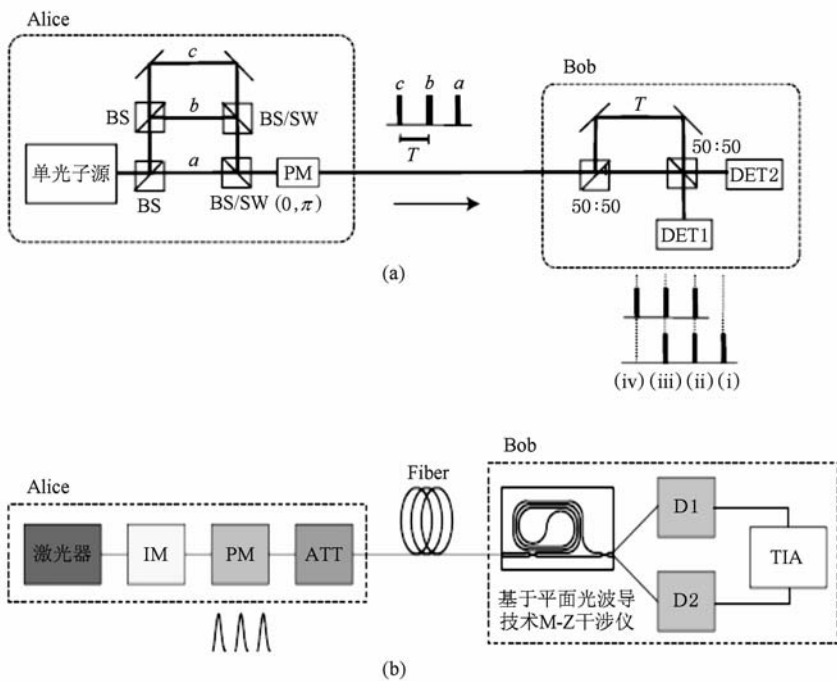 Alice
c
b
BS
BS/SW
单光子源
a
PM
BS
BS/SW (0,π)
c b a
T
Bob
T
50∶50
DET2
50∶50
DET1
(a)
(iv) (iii) (ii) (i)
Alice
激光器
IM
PM
ATT
Fiber
Bob
D1
TIA
D2
基于平面光波导
技术M-Z干涉仪
(b)